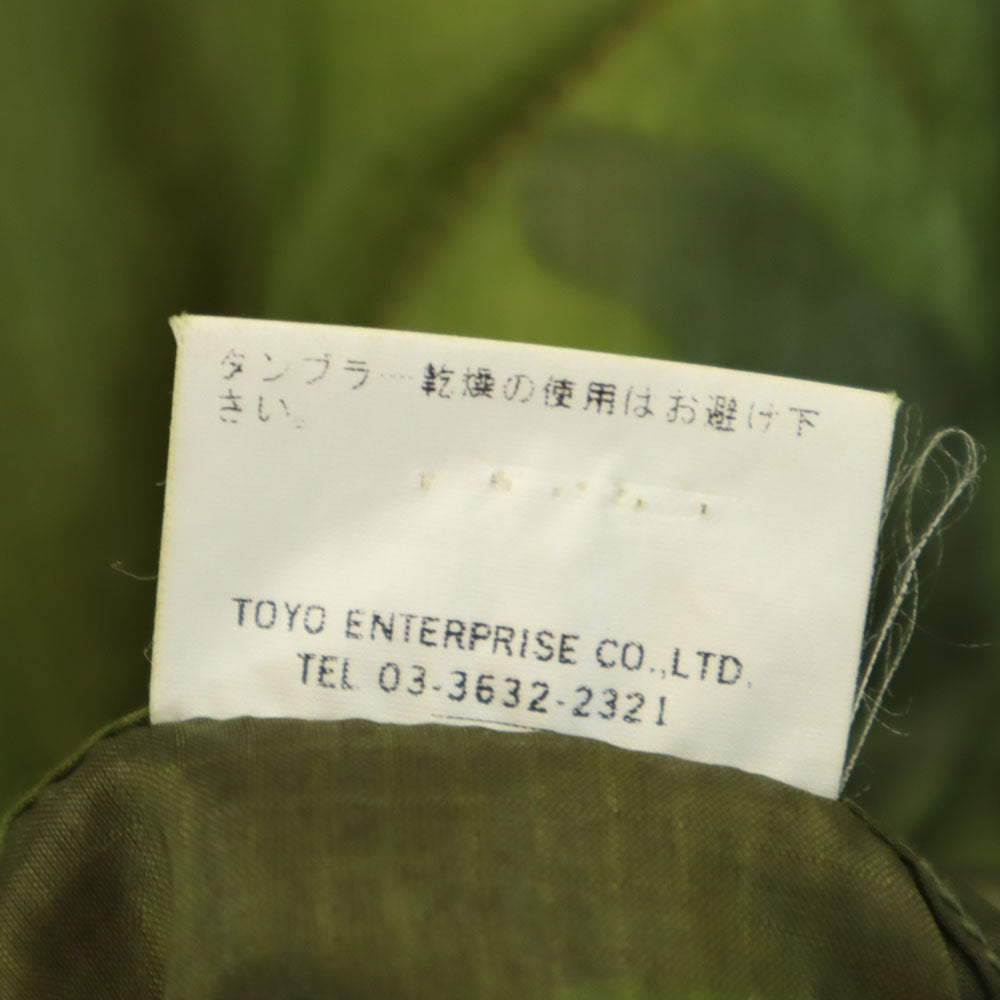 タンブラー乾燥の使用はお避け下
さい。
TOYO ENTERPRISE CO.,LTD.
TEL 03-3632-2321